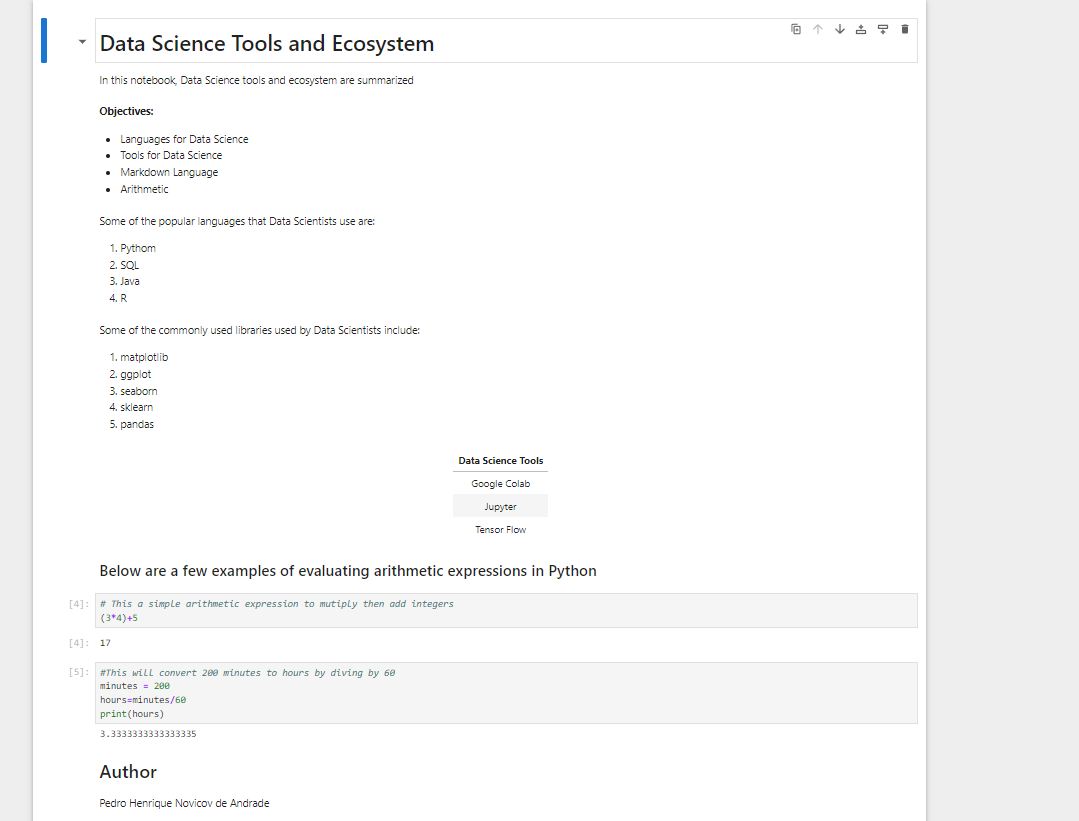 Data Science Tools and Ecosystem
In this notebook, Data Science tools and ecosystem are summarized
Objectives:
• Languages for Data Science
• Tools for Data Science
• Markdown Language
• Arithmetic
Some of the popular languages that Data Scientists use are:
1. Pythom
2. SQL
3. Java
4. R
Some of the commonly used libraries used by Data Scientists include:
1. matplotlib
2. ggplot
3. seaborn
4. sklearn
5. pandas
Data Science Tools
Google Colab
Jupyter
Tensor Flow
Below are a few examples of evaluating arithmetic expressions in Python
[4]: # This a simple arithmetic expression to mutiply then add integers
(3*4)+5
[4]: 17
[5]: #This will convert 200 minutes to hours by diving by 60
minutes = 200
hours=minutes/60
print(hours)
3.3333333333333335
Author
Pedro Henrique Novicov de Andrade